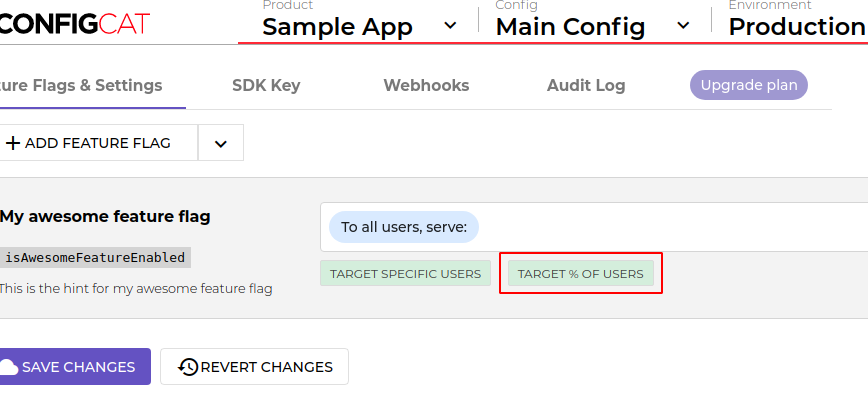 Product Config Environment
CONFIGCAT Sample App Main Config Production
ure Flags & Settings SDK Key Webhooks Audit Log Upgrade plan
+ ADD FEATURE FLAG
My awesome feature flag
To all users, serve:
isAwesomeFeatureEnabled
TARGET SPECIFIC USERS TARGET % OF USERS
This is the hint for my awesome feature flag
SAVE CHANGES REVERT CHANGES